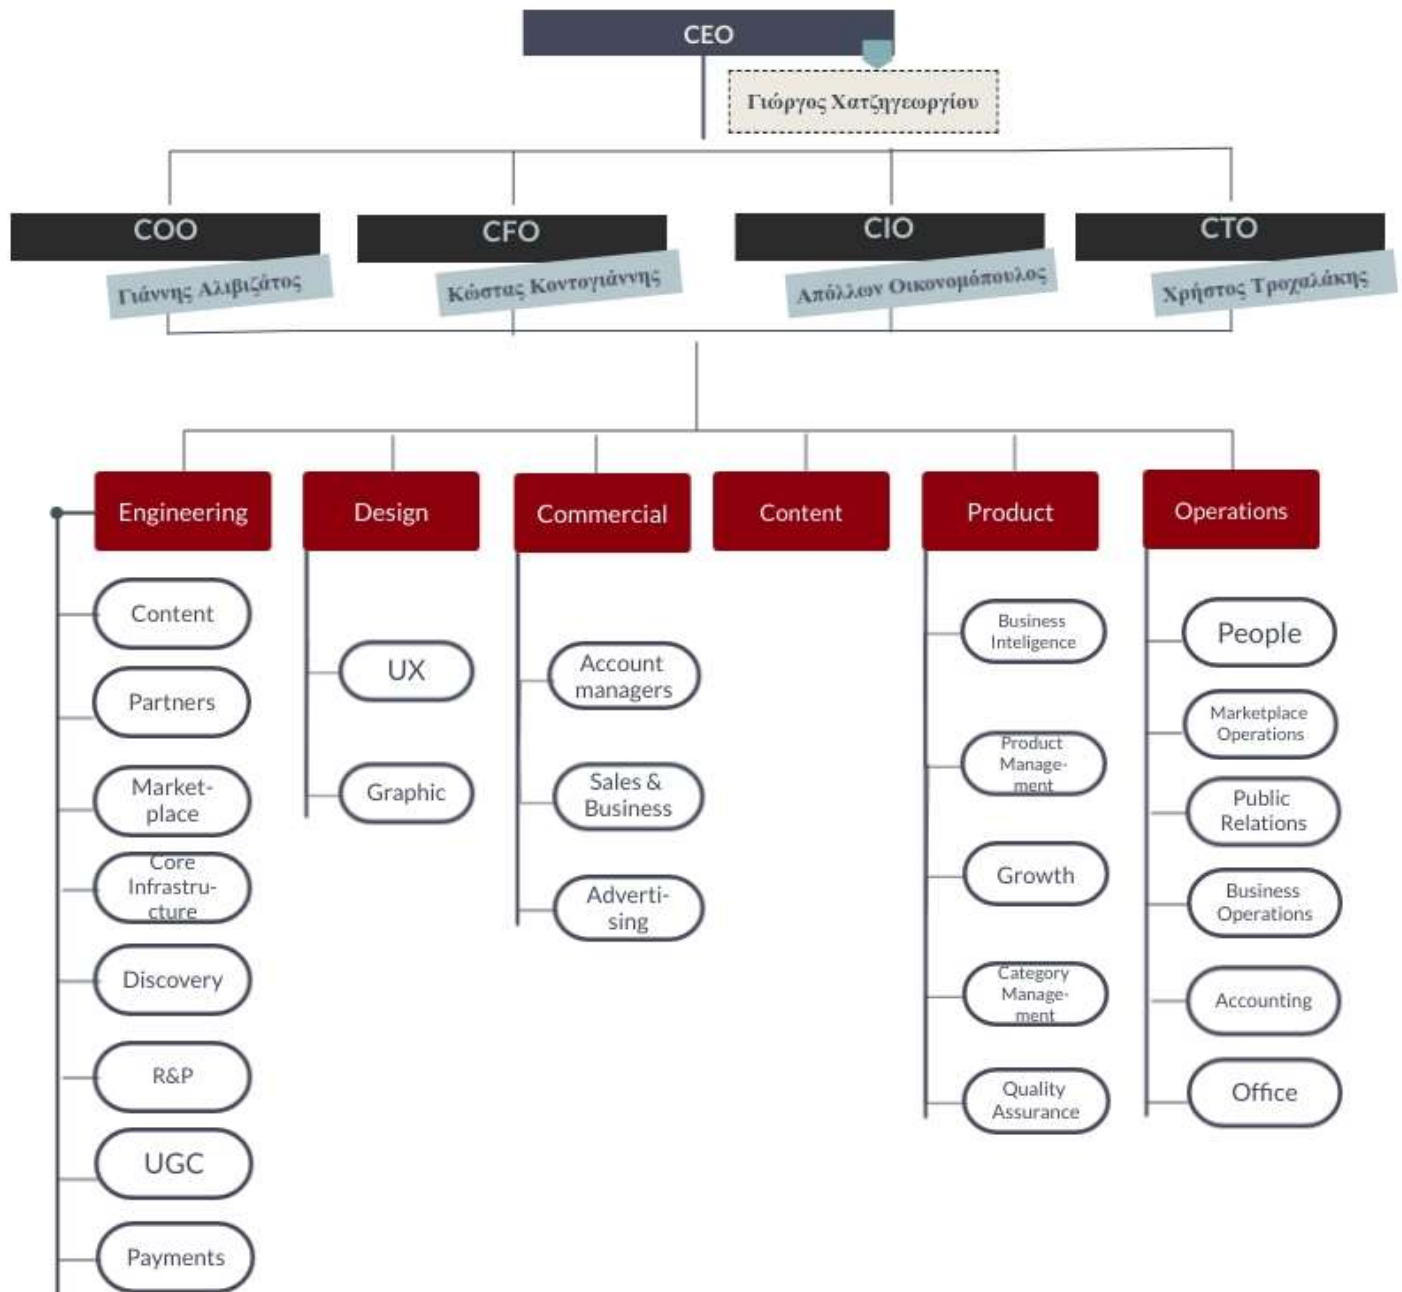 CEO
Γιώργος Χατζηγεωργίου
COO
CFO
CIO
CTO
Γιάννης Αλιβιζάτος
Κώστας Κοντογιάννης
Απόλλων Οικονομόπουλος
Χρήστος Τροχαλάκης
Engineering
Design
Commercial
Content
Product
Operations
Content
Partners
Market-
place
Core
Infrastru-
cture
Discovery
R&P
UGC
Payments
UX
Graphic
Account
managers
Sales &
Business
Adverti-
sing
Business
Inteligence
Product
Manage-
ment
Growth
Category
Manage-
ment
Quality
Assurance
People
Marketplace
Operations
Public
Relations
Business
Operations
Accounting
Office